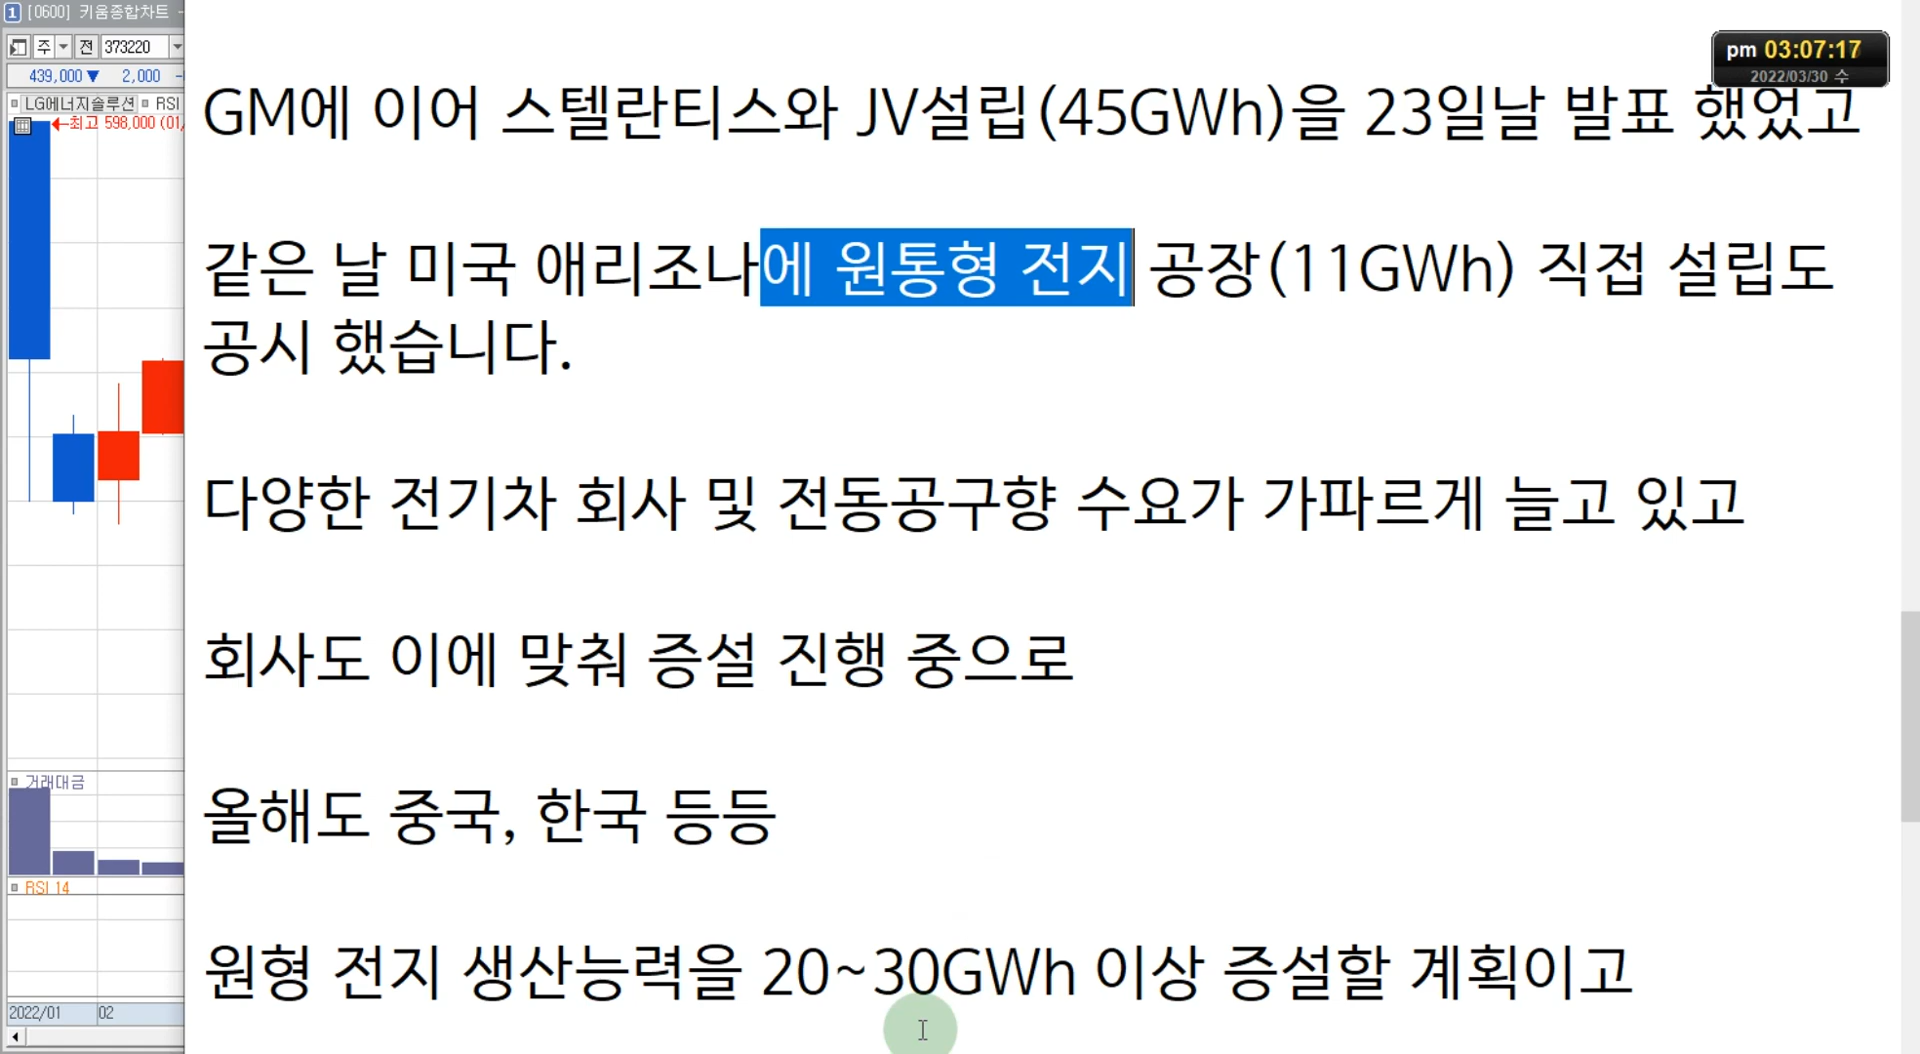 1 [0600] 키움종합차트
주 전 373220
439,000▼ 2,000
LG에너지솔루션 RSI
←최고 598,000 (01/
거래대금
RSI 14
2022/01 02
pm 03:07:17
2022/03/30 수
GM에 이어 스텔란티스와 JV설립(45GWh)을 23일날 발표 했었고
같은 날 미국 애리조나에 원통형 전지 공장(11GWh) 직접 설립도
공시 했습니다.
다양한 전기차 회사 및 전동공구향 수요가 가파르게 늘고 있고
회사도 이에 맞춰 증설 진행 중으로
올해도 중국, 한국 등등
원형 전지 생산능력을 20~30GWh 이상 증설할 계획이고